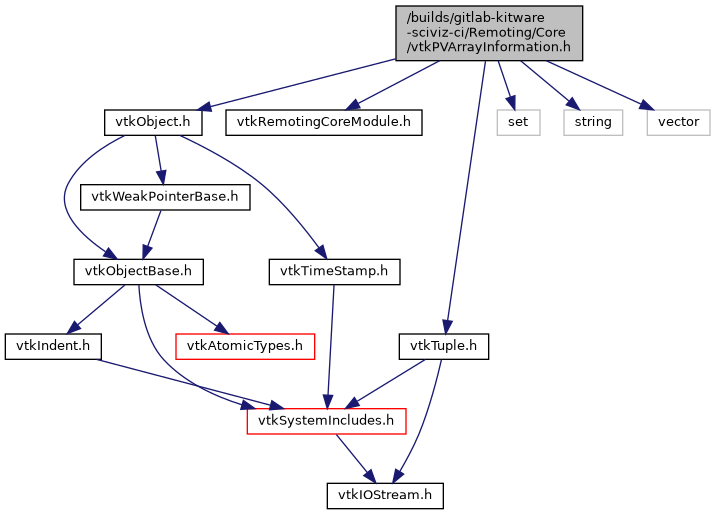 /builds/gitlab-kitware
-sciviz-ci/Remoting/Core
/vtkPVArrayInformation.h
vtkObject.h
vtkRemotingCoreModule.h
set
string
vector
vtkWeakPointerBase.h
vtkObjectBase.h
vtkTimeStamp.h
vtkIndent.h
vtkAtomicTypes.h
vtkTuple.h
vtkSystemIncludes.h
vtkIOStream.h